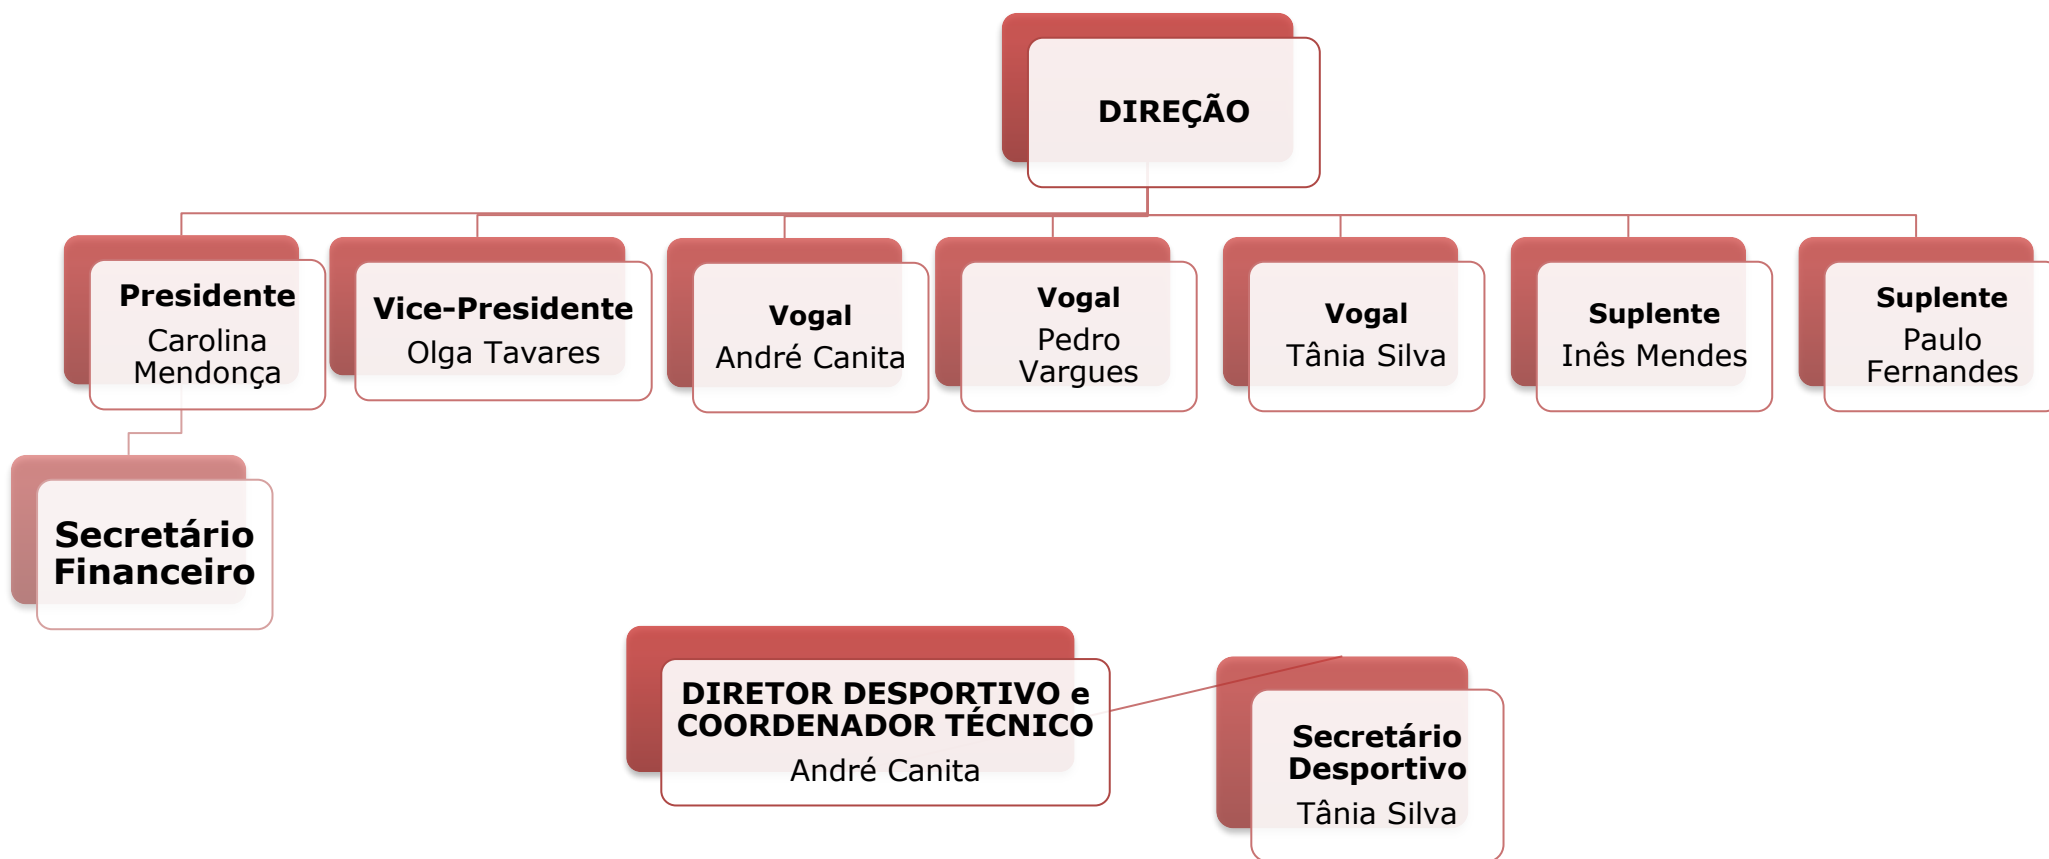 DIREÇÃO
Presidente
Carolina
Mendonça
Vice-Presidente
Olga Tavares
Vogal
André Canita
Vogal
Pedro
Vargues
Vogal
Tânia Silva
Suplente
Inês Mendes
Suplente
Paulo
Fernandes
Secretário
Financeiro
DIRETOR DESPORTIVO e
COORDENADOR TÉCNICO
André Canita
Secretário
Desportivo
Tânia Silva